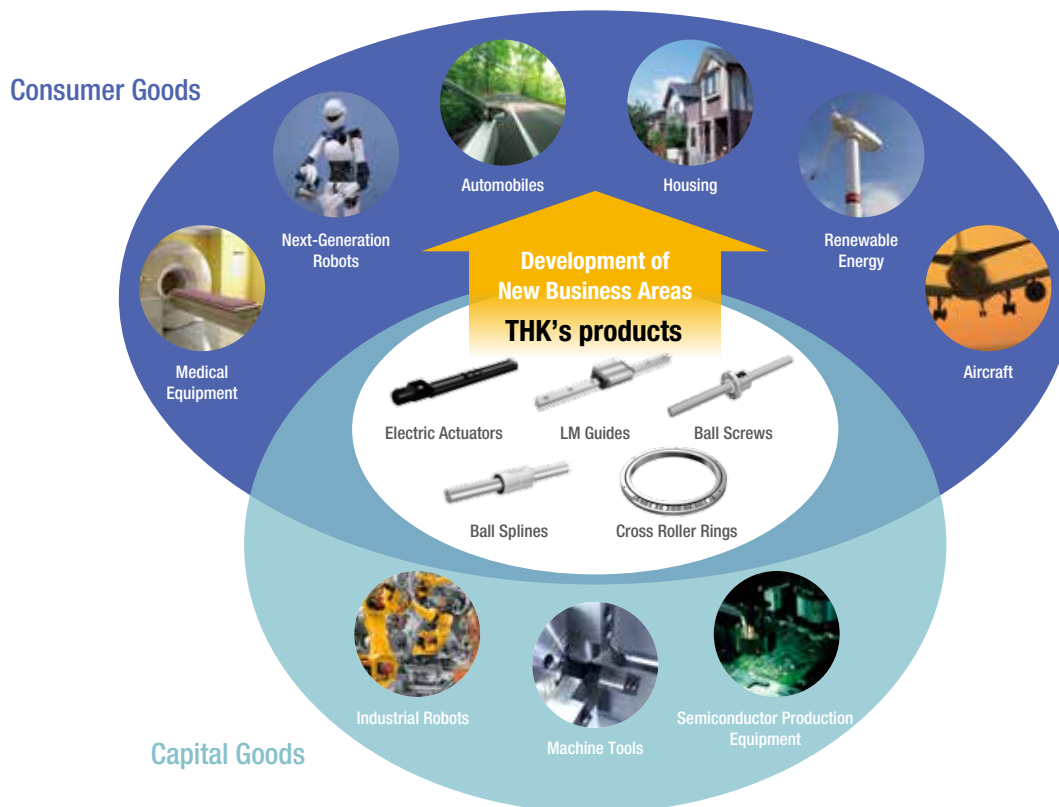 Consumer Goods
Automobiles
Housing
Next-Generation
Robots
Renewable
Energy
Medical
Equipment
Aircraft
Development of
New Business Areas
THK's products
Electric Actuators
LM Guides
Ball Screws
Ball Splines
Cross Roller Rings
Industrial Robots
Machine Tools
Semiconductor Production
Equipment
Capital Goods